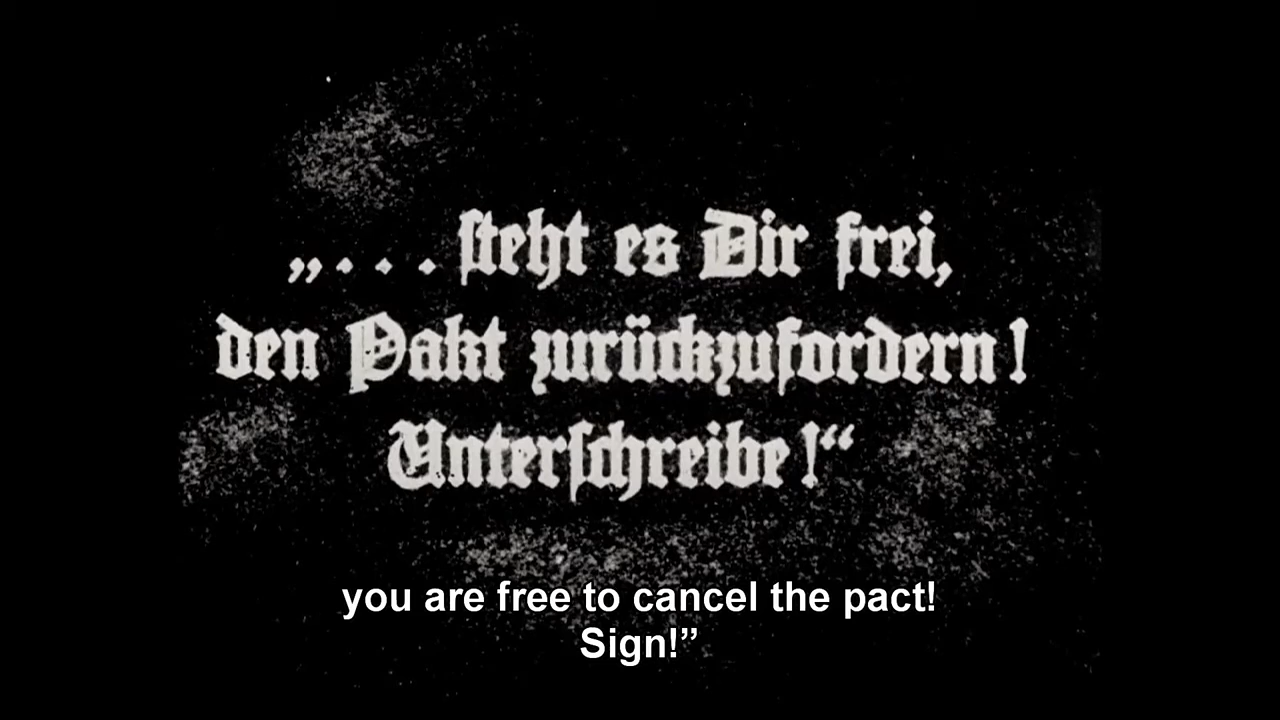 „. . . steht es Dir frei,
den Pakt zurückzufordern!
Unterschreibe!“
you are free to cancel the pact!
Sign!”